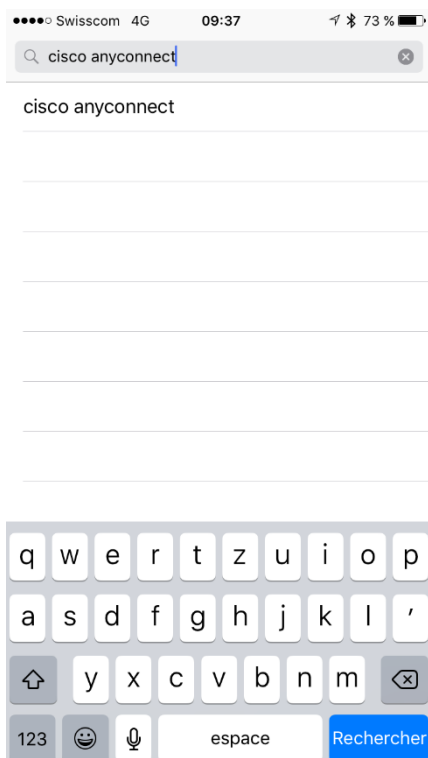 Swisscom 4G 09:37 73 %
cisco anyconnect
cisco anyconnect
q w e r t z u i o p
a s d f g h j k l ’
y x c v b n m
123 espace Rechercher